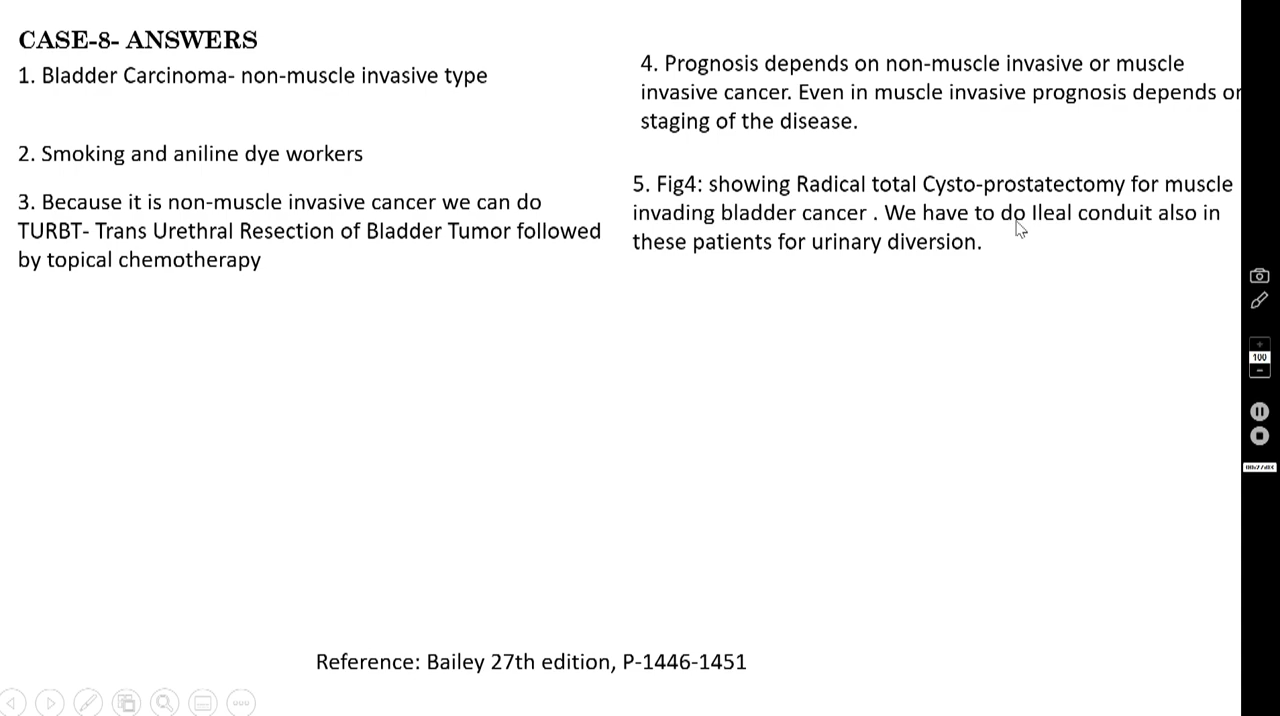 CASE-8- ANSWERS
1. Bladder Carcinoma- non-muscle invasive type
2. Smoking and aniline dye workers
3. Because it is non-muscle invasive cancer we can do
TURBT- Trans Urethral Resection of Bladder Tumor followed
by topical chemotherapy
4. Prognosis depends on non-muscle invasive or muscle
invasive cancer. Even in muscle invasive prognosis depends or
staging of the disease.
5. Fig4: showing Radical total Cysto-prostatectomy for muscle
invading bladder cancer . We have to do Ileal conduit also in
these patients for urinary diversion.
Reference: Bailey 27th edition, P-1446-1451
100